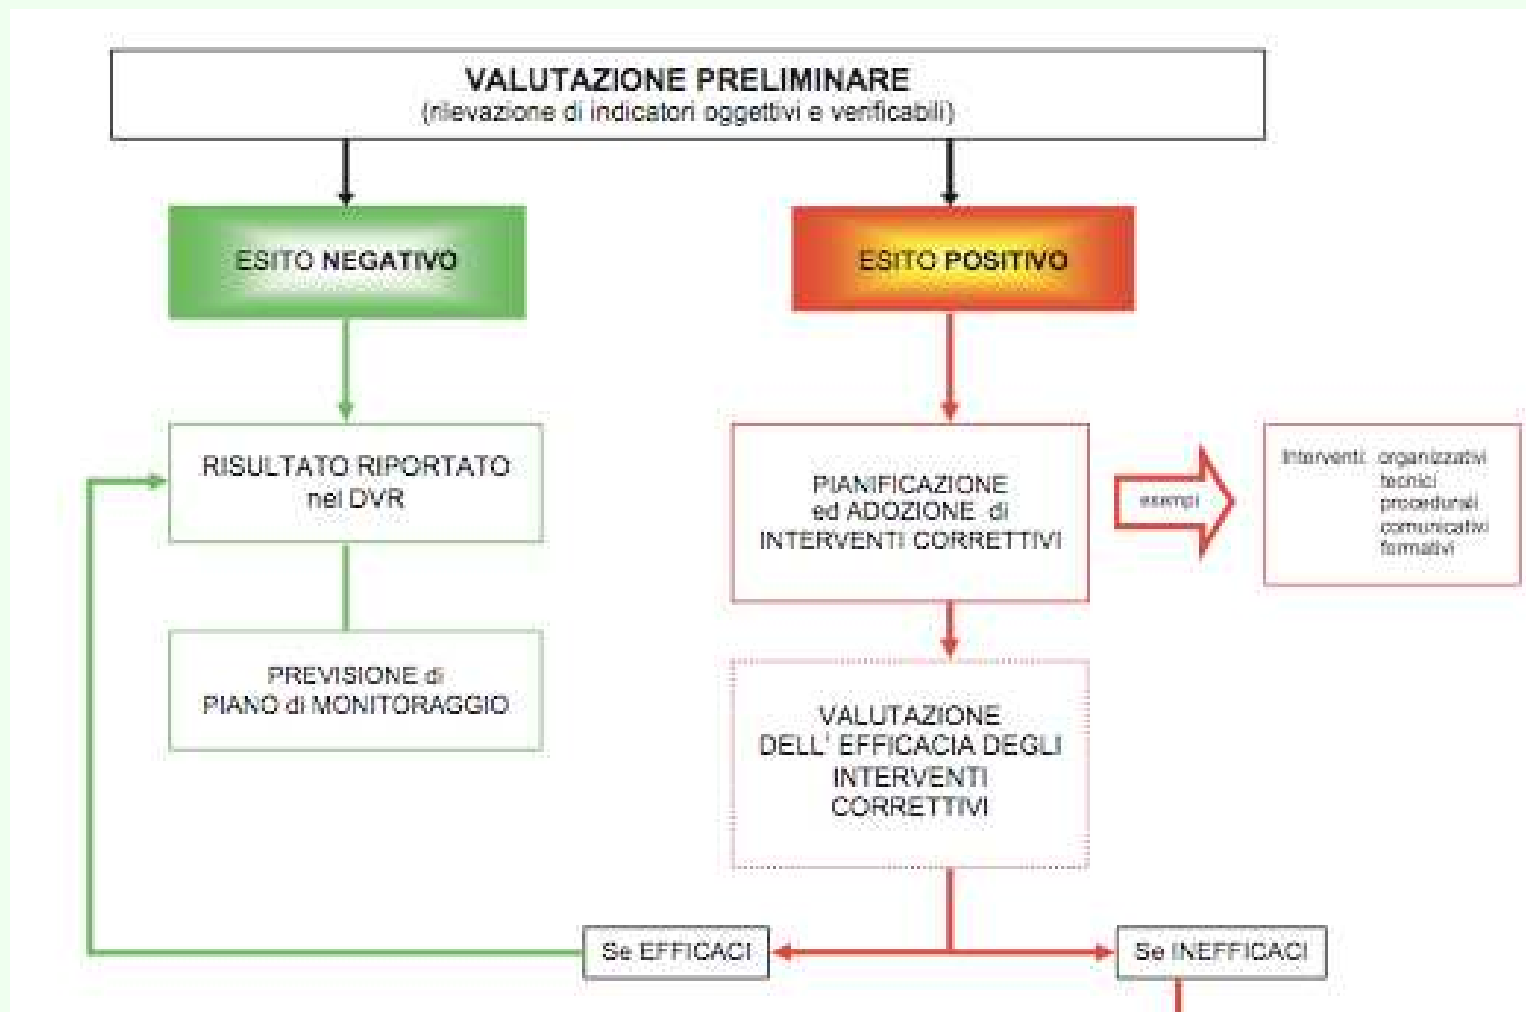 VALUTAZIONE PRELIMINARE
(rilevazione di indicatori oggettivi e verificabili)
ESITO NEGATIVO
ESITO POSITIVO
RISULTATO RIPORTATO
nel DVR
PIANIFICAZIONE
ed ADOZIONE di
INTERVENTI CORRETTIVI
esempi
Interventi: organizzativi
tecnici
procedurali
comunicativi
formativi
PREVISIONE di
PIANO di MONITORAGGIO
VALUTAZIONE
DELL' EFFICACIA DEGLI
INTERVENTI
CORRETTIVI
Se EFFICACI
Se INEFFICACI